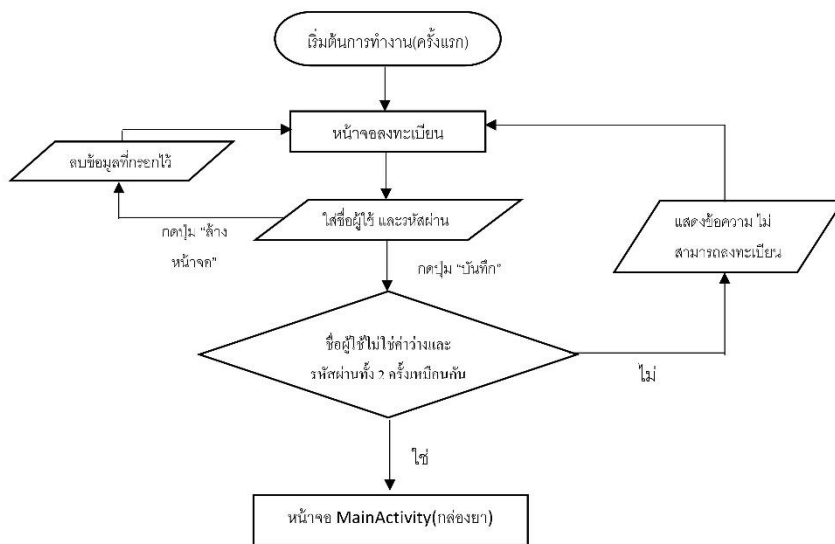 เริ่มต้นการทำงาน(ครั้งแรก)
หน้าจอลงทะเบียน
ลบข้อมูลที่กรอกไว้
ใส่ชื่อผู้ใช้ และรหัสผ่าน
แสดงข้อความ ไม่
สามารถลงทะเบียน
กดปุ่ม "ล้าง
หน้าจอ"
กดปุ่ม "บันทึก"
ชื่อผู้ใช้ไม่ใช่ค่าว่างและ
รหัสผ่านทั้ง 2 ครั้งเหมือนกัน
ไม่
ใช่
หน้าจอ MainActivity(กล่องยา)